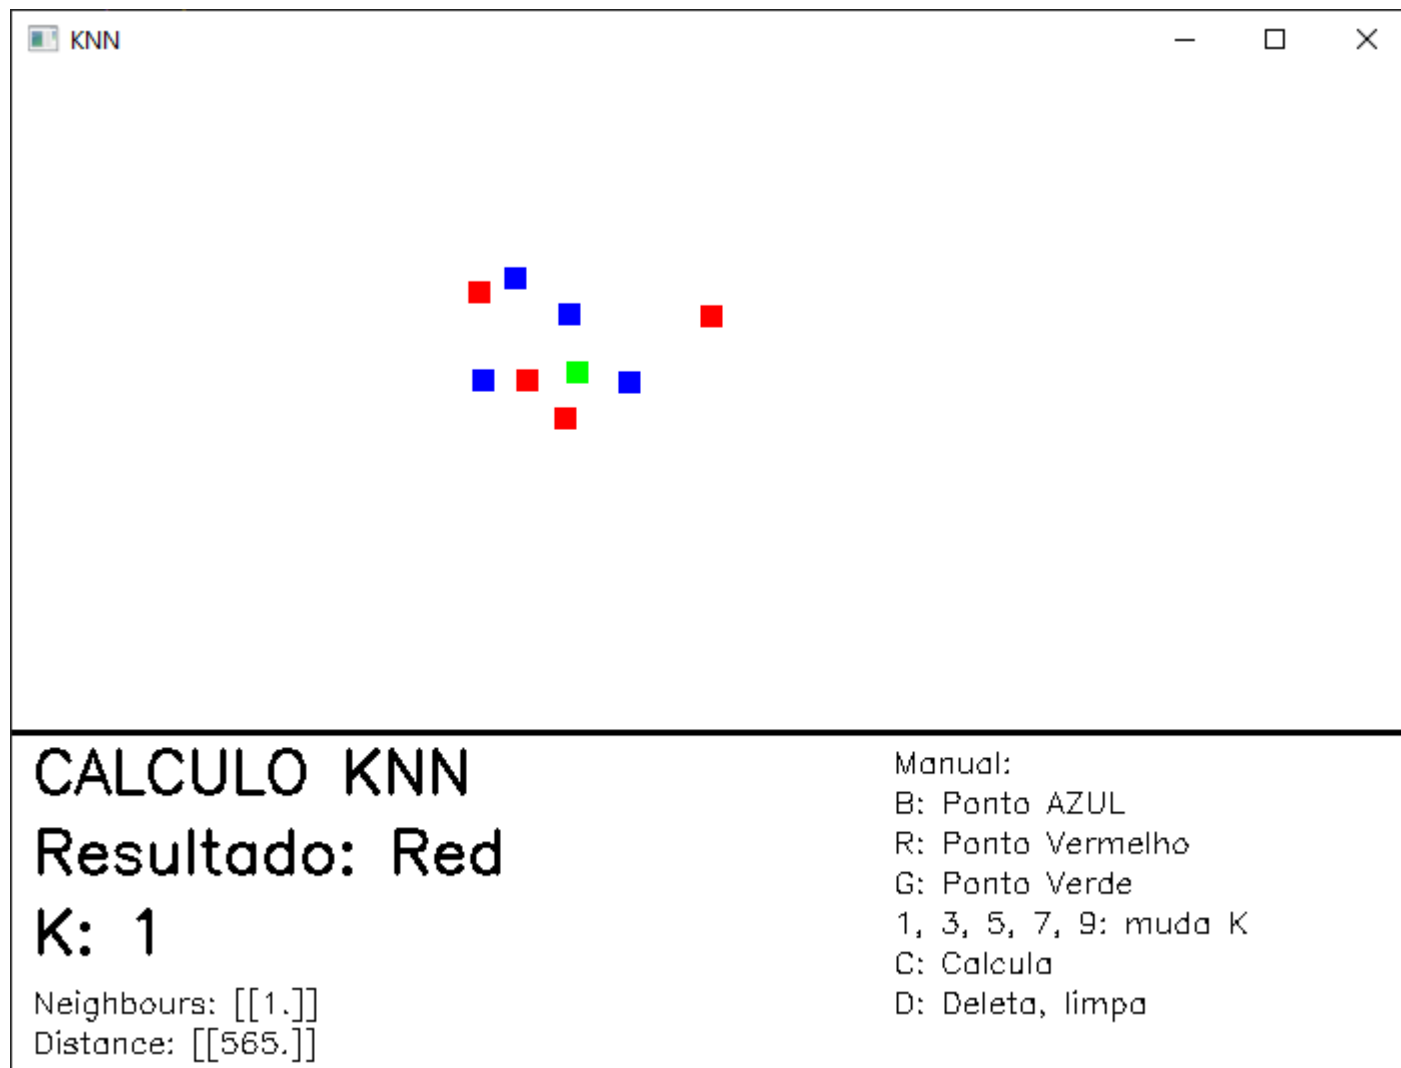 KNN
CALCULO KNN
Resultado: Red
K: 1
Neighbours: [[1.]]
Distance: [[565.]]
Manual:
B: Ponto AZUL
R: Ponto Vermelho
G: Ponto Verde
1, 3, 5, 7, 9: muda K
C: Calcula
D: Deleta, limpa